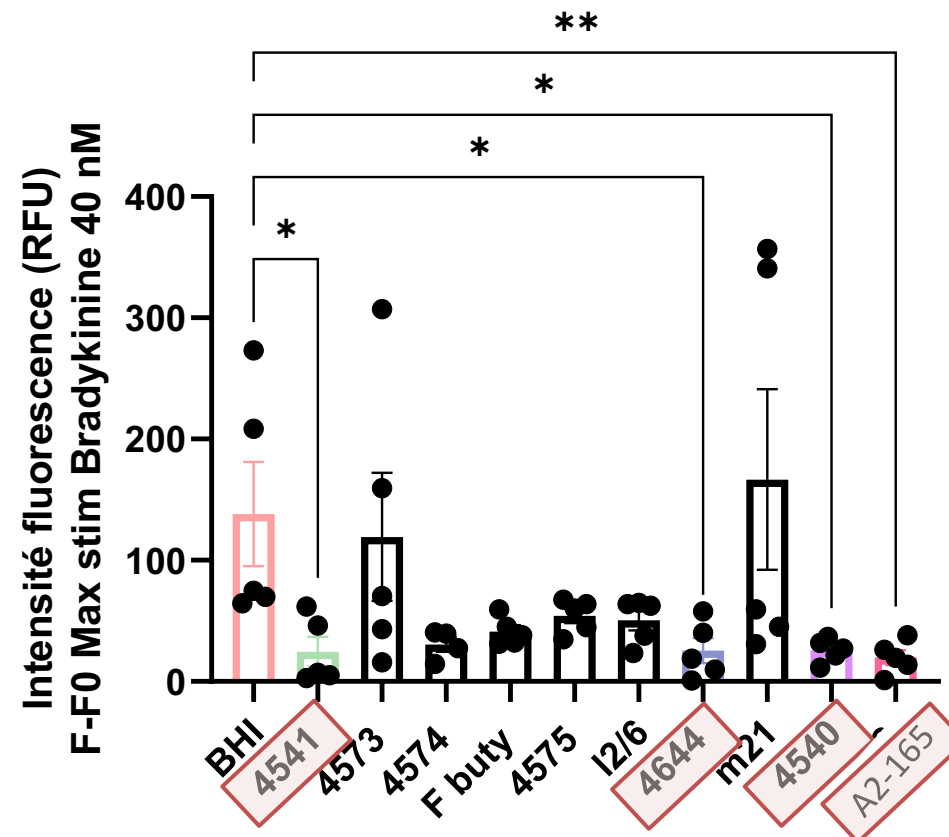 **
*
*
*
Intensité fluorescence (RFU)
F-F0 Max stim Bradykinine 40 nM
400
300
200
100
0
BHI
4541
4573
4574
F buty
4575
I2/6
4644
m21
4540
A2-165